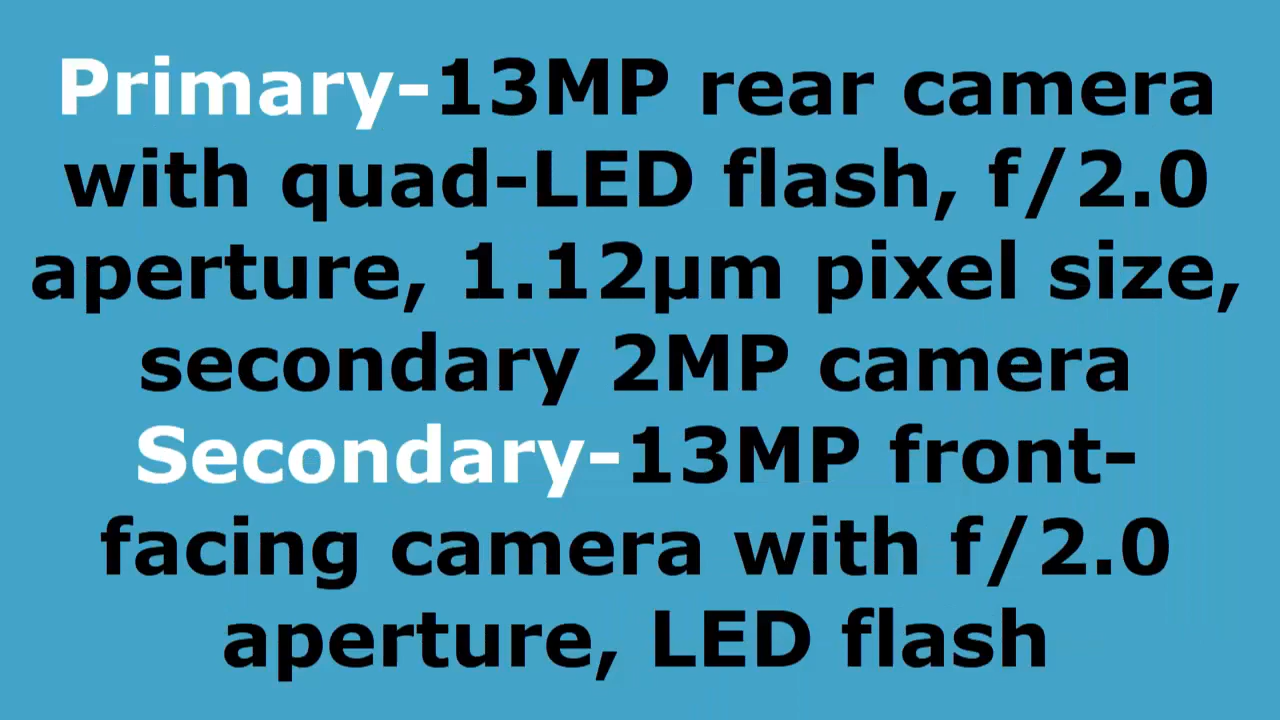 Primary-13MP rear camera
with quad-LED flash, f/2.0
aperture, 1.12µm pixel size,
secondary 2MP camera
Secondary-13MP front-
facing camera with f/2.0
aperture, LED flash